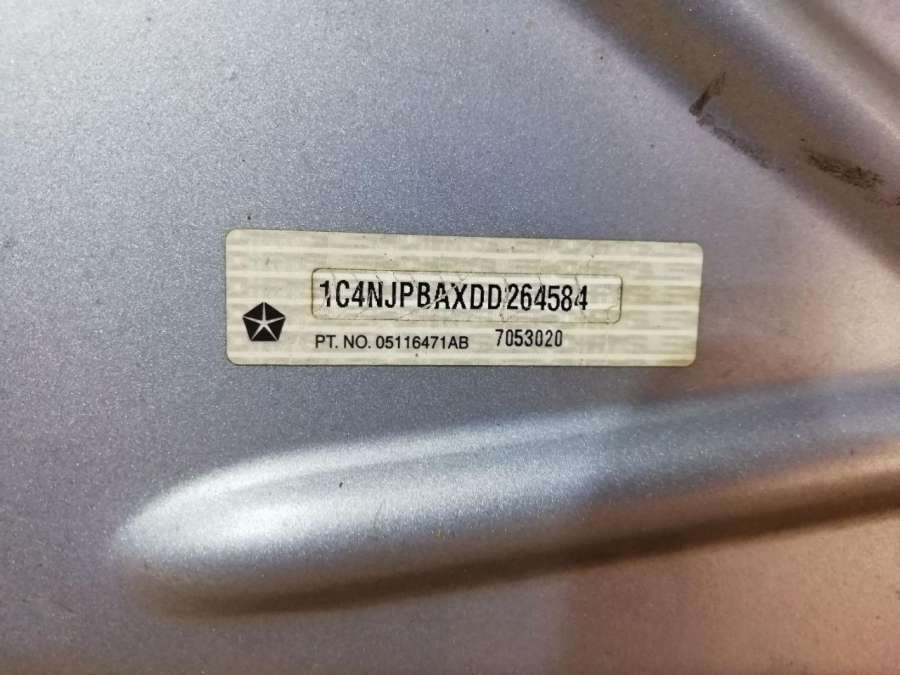 1C4NJPBAXDD264584
PT. NO. 05116471AB 7053020